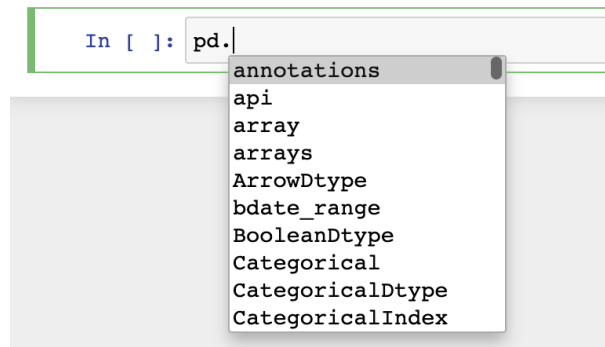 In [ ]: pd.
annotations
api
array
arrays
ArrowDtype
bdate_range
BooleanDtype
Categorical
CategoricalDtype
CategoricalIndex